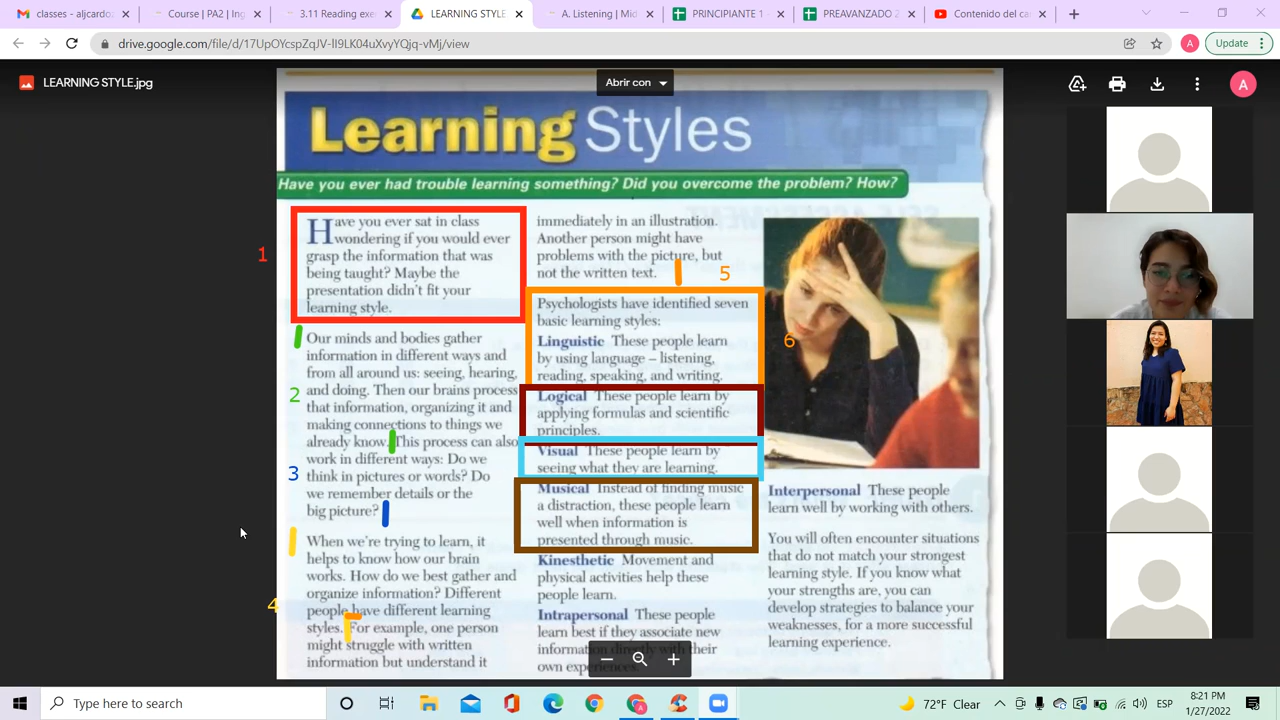 classes - aljcardo
Course | PA2 | In
3.11 Reading exer
LEARNING STYLE
A. Listening | Mid
PRINCIPIANTE 1
PREAVANZADO 2
Contenido del ca
drive.google.com/file/d/17UpOYcspZqJV-lI9LK04uXvyYQjq-vMj/view
A
Update
LEARNING STYLE.jpg
Abrir con
A
Learning Styles
Have you ever had trouble learning something? Did you overcome the problem? How?
1
Have you ever sat in class
wondering if you would ever
grasp the information that was
being taught? Maybe the
presentation didn't fit your
learning style.
Our minds and bodies gather
information in different ways and
from all around us: seeing, hearing,
2
and doing. Then our brains process
that information, organizing it and
making connections to things we
already know. This process can also
work in different ways: Do we
3
think in pictures or words? Do
we remember details or the
big picture?
When we're trying to learn, it
helps to know how our brain
works. How do we best gather and
organize information? Different
4
people have different learning
styles. For example, one person
might struggle with written
information but understand it
immediately in an illustration.
Another person might have
problems with the picture, but
not the written text.
5
Psychologists have identified seven
basic learning styles:
Linguistic These people learn
6
by using language – listening,
reading, speaking, and writing.
Logical These people learn by
applying formulas and scientific
principles.
Visual These people learn by
seeing what they are learning.
Musical Instead of finding music
a distraction, these people learn
well when information is
presented through music.
Kinesthetic Movement and
physical activities help these
people learn.
Intrapersonal These people
learn best if they associate new
information directly with their
own experiences.
Interpersonal These people
learn well by working with others.
You will often encounter situations
that do not match your strongest
learning style. If you know what
your strengths are, you can
develop strategies to balance your
weaknesses, for a more successful
learning experience.
Type here to search
72°F Clear
ESP
8:21 PM
1/27/2022